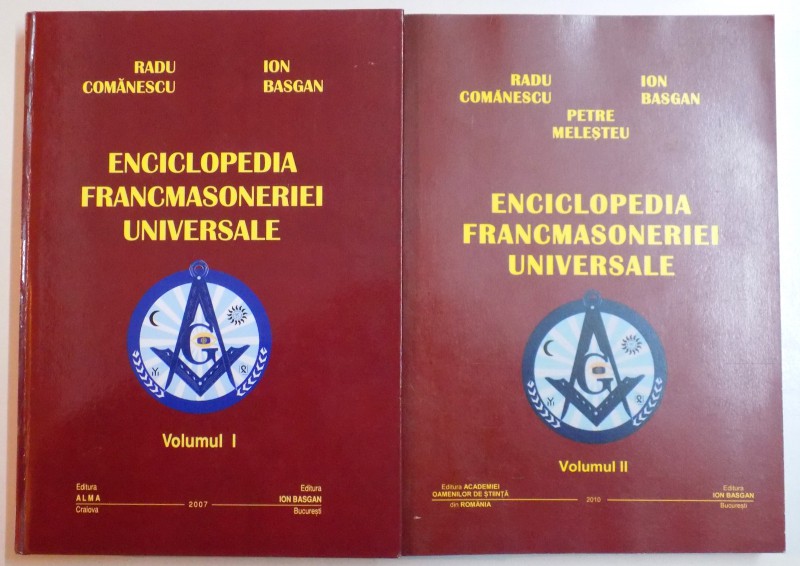 RADU
COMĂNESCU
ION
BASGAN
ENCICLOPEDIA
FRANCMASONERIEI
UNIVERSALE
G
Volumul I
Editura
ALMA
Craiova
2007
Editura
ION BASGAN
București
RADU
COMĂNESCU
ION
BASGAN
PETRE
MELEȘTEU
ENCICLOPEDIA
FRANCMASONERIEI
UNIVERSALE
G
Volumul II
Editura ACADEMIEI
OAMENILOR DE ȘTIINȚĂ
din ROMÂNIA
2010
Editura
ION BASGAN
București